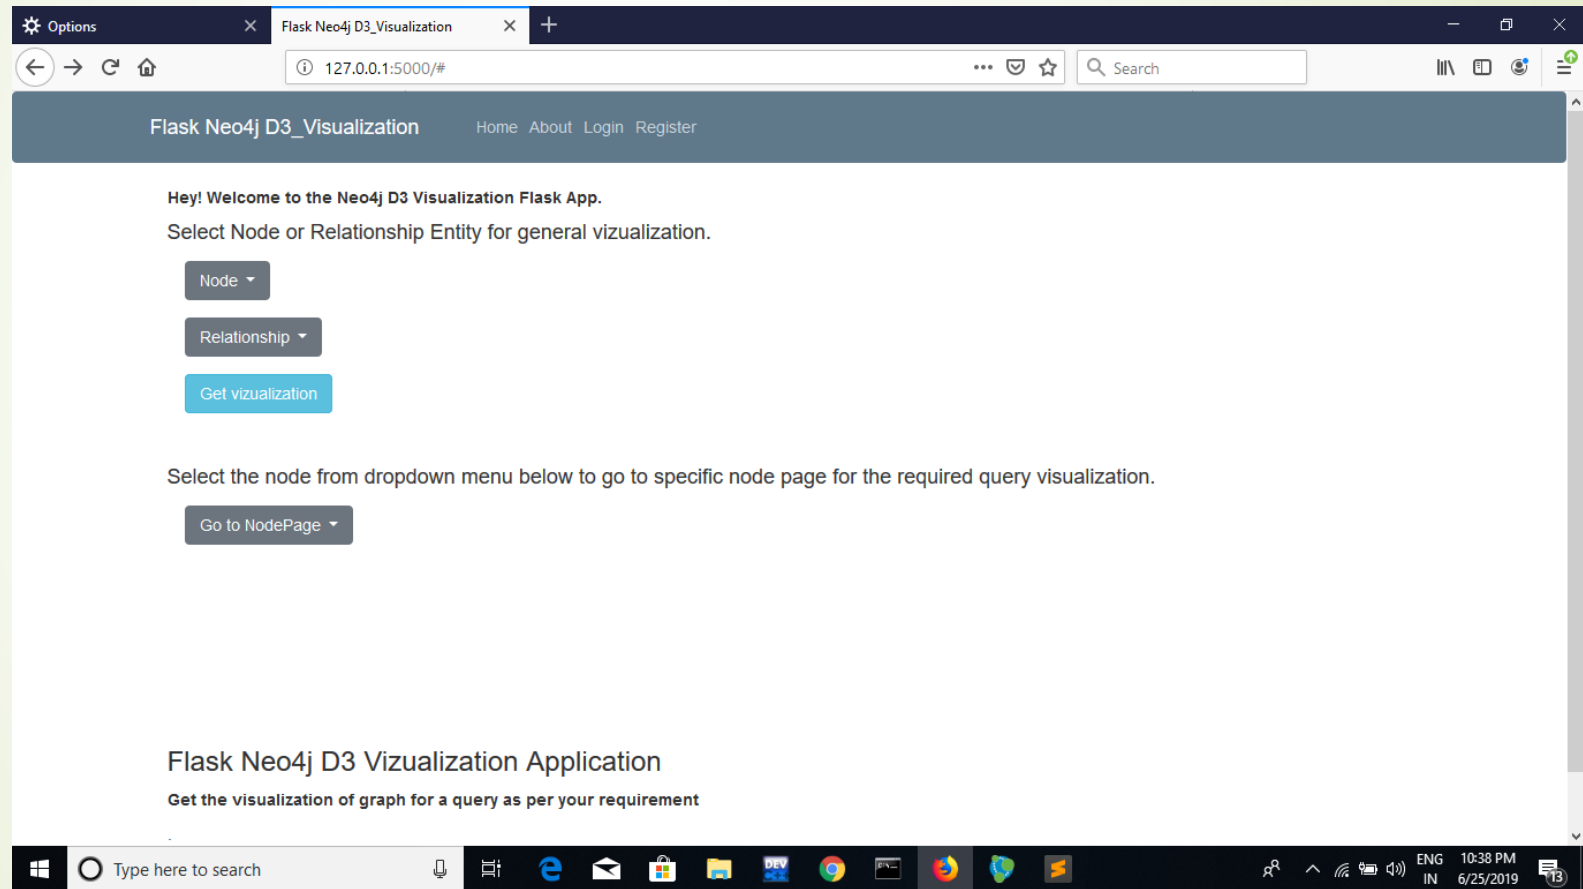 Options
Flask Neo4j D3_Visualization
127.0.0.1:5000/#
Search
Flask Neo4j D3_Visualization Home About Login Register
Hey! Welcome to the Neo4j D3 Visualization Flask App.
Select Node or Relationship Entity for general vizualization.
Node
Relationship
Get vizualization
Select the node from dropdown menu below to go to specific node page for the required query visualization.
Go to NodePage
Flask Neo4j D3 Vizualization Application
Get the visualization of graph for a query as per your requirement
.
Type here to search
DEV
ENG
IN
10:38 PM
6/25/2019
13